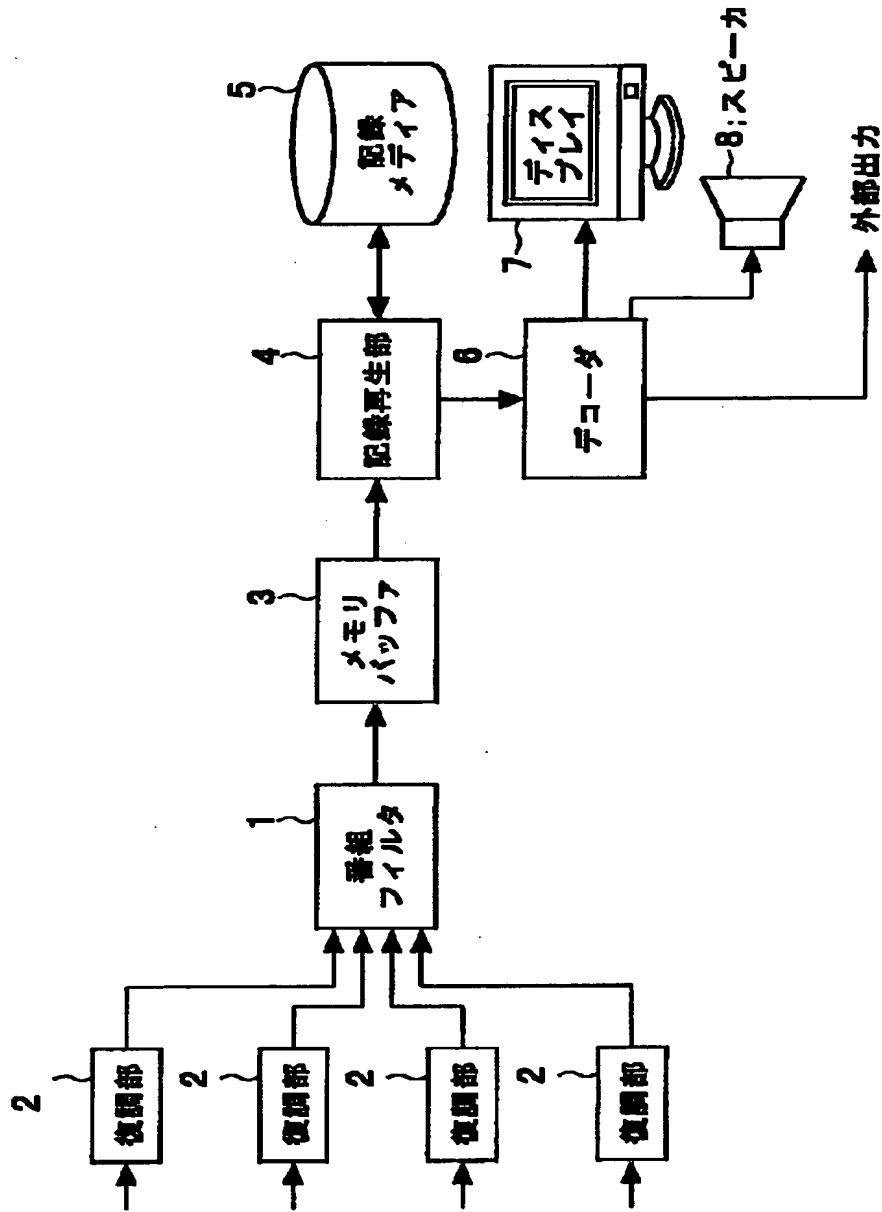 2
復調部
2
復調部
2
復調部
2
復調部
1
番組
フィルタ
3
メモリ
バッファ
4
記録再生部
5
記録
メディア
6
デコーダ
7
ディス
プレイ
8;スピーカ
外部出力